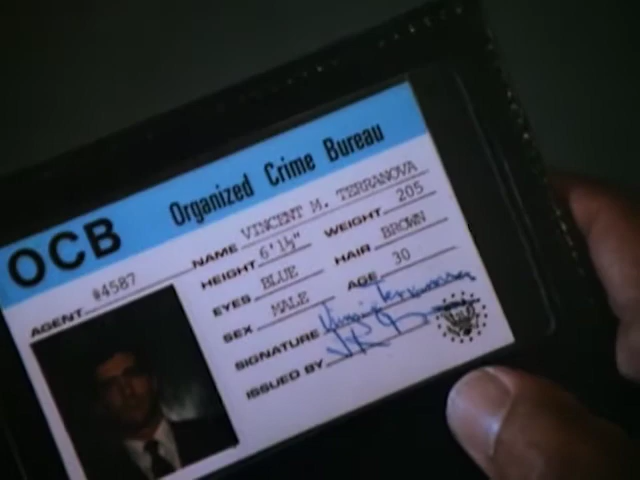 OCB Organized Crime Bureau
AGENT #4587 NAME VINCENT M. TERRANOVA
HEIGHT 6'1½" WEIGHT 205
EYES BLUE HAIR BROWN
SEX MALE AGE 30
SIGNATURE
ISSUED BY